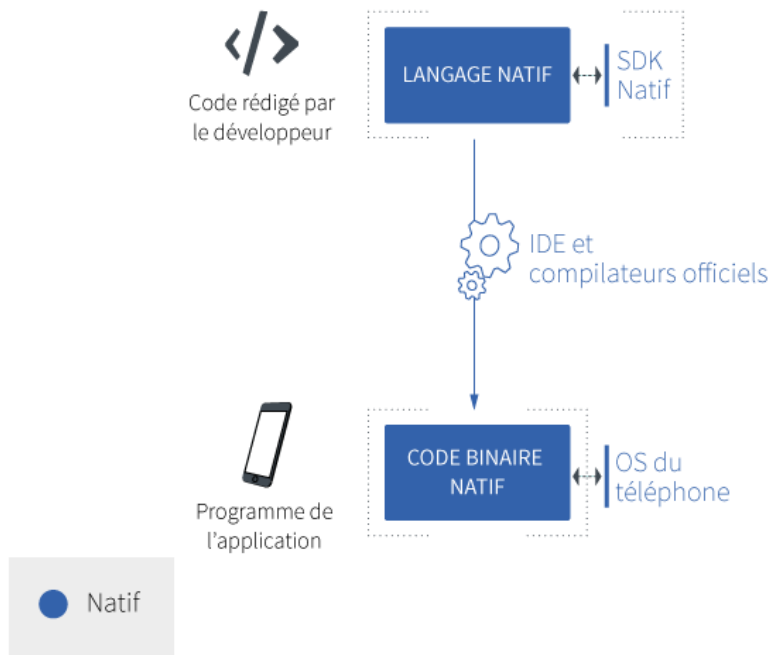 Code rédigé par
le développeur
LANGAGE NATIF
SDK
Natif
IDE et
compilateurs officiels
Programme de
l'application
CODE BINAIRE
NATIF
OS du
téléphone
Natif